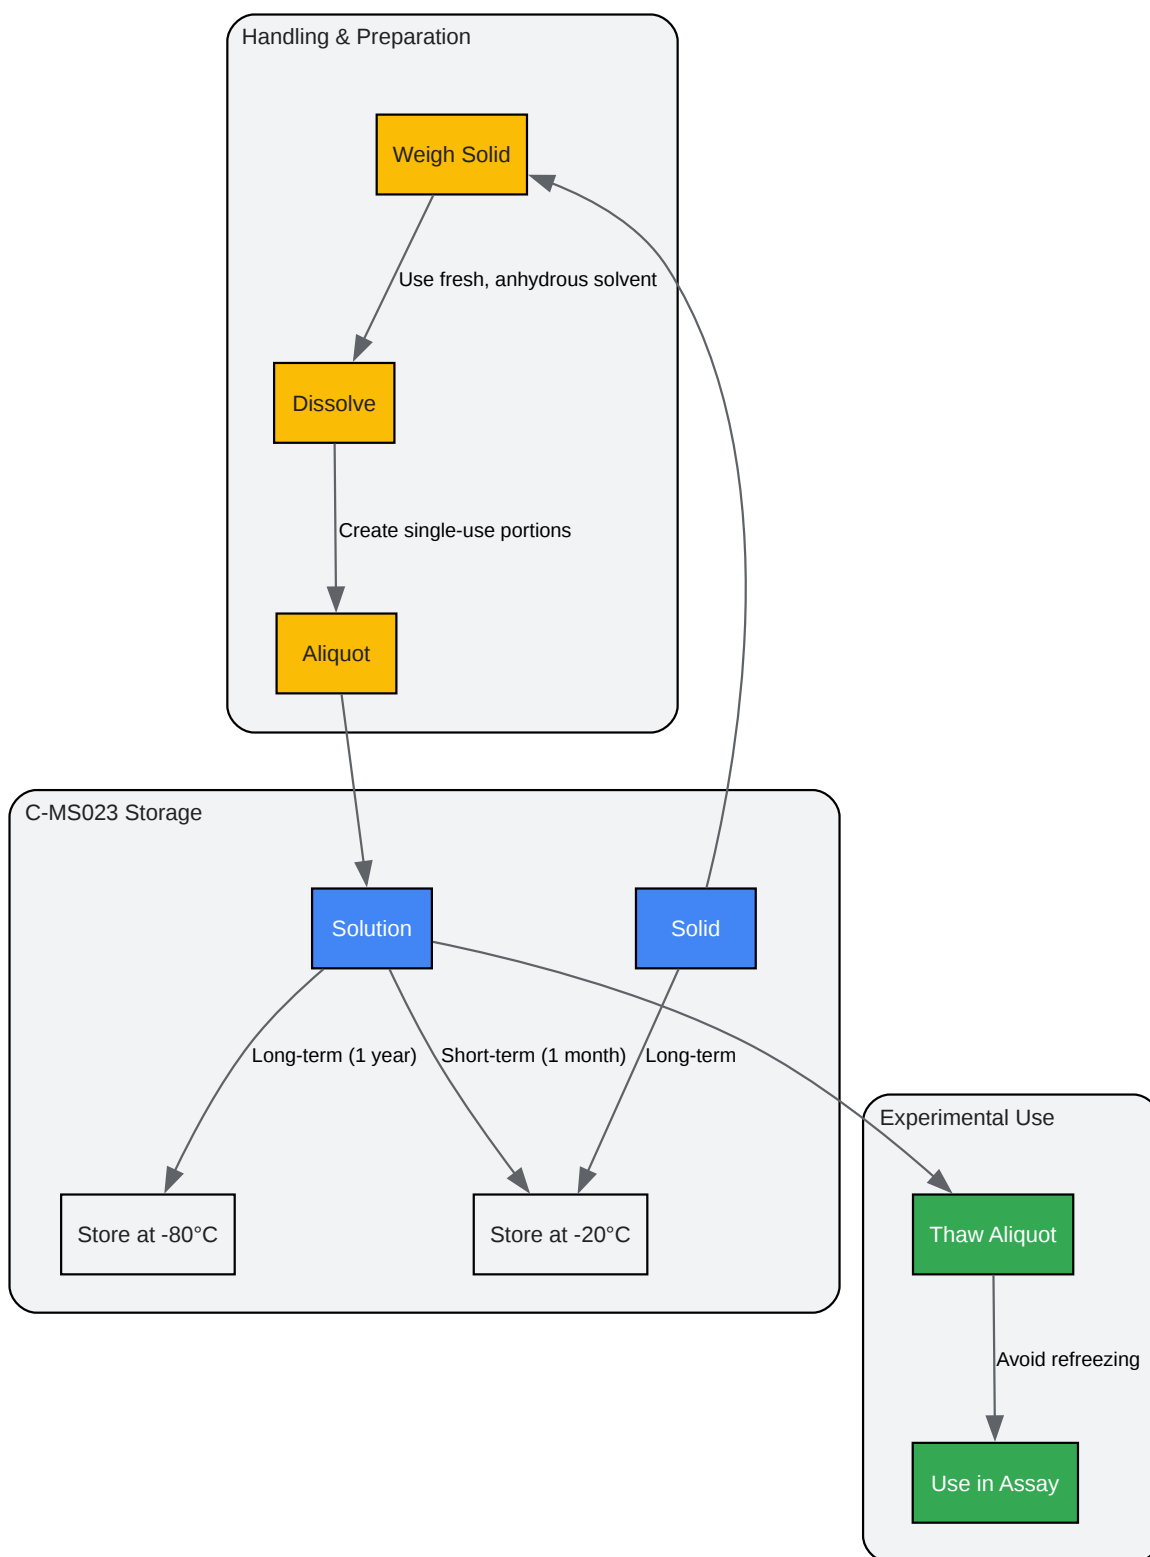 Handling & Preparation
Weigh Solid
Use fresh, anhydrous solvent
Dissolve
Create single-use portions
Aliquot
C-MS023 Storage
Solution
Solid
Long-term (1 year)
Short-term (1 month)
Long-term
Store at -80°C
Store at -20°C
Experimental Use
Thaw Aliquot
Avoid refreezing
Use in Assay